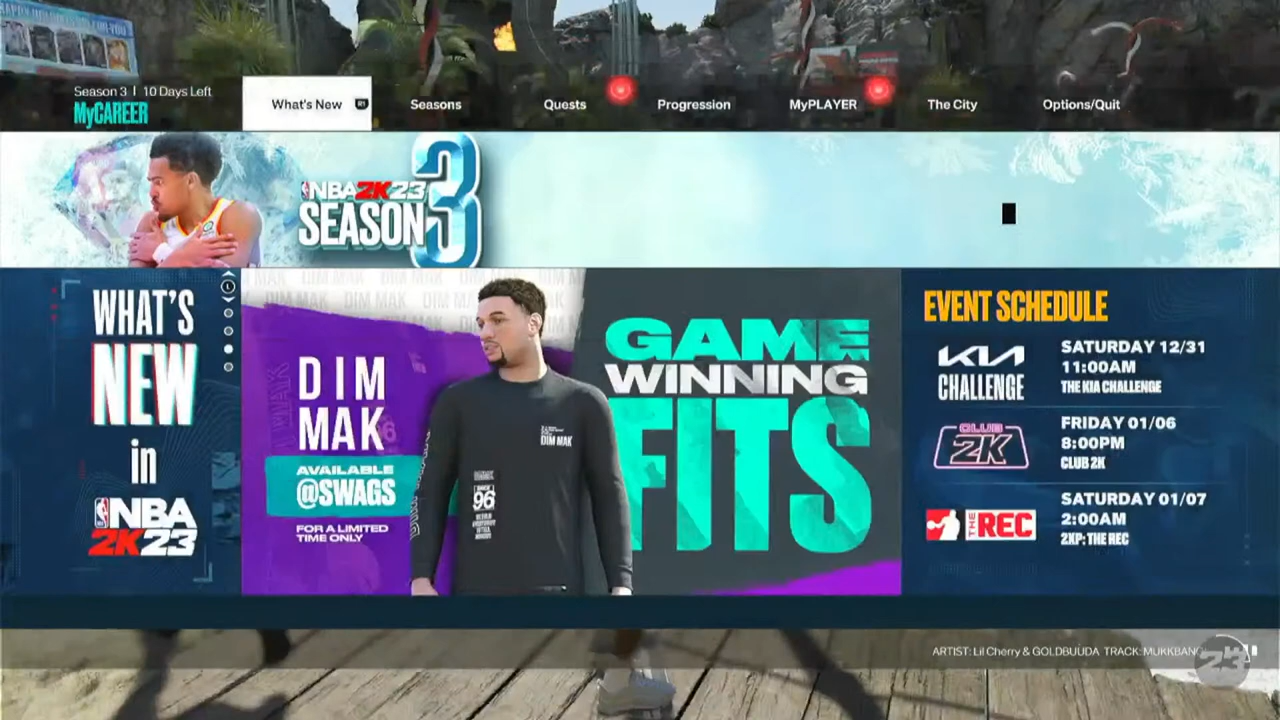 Season 3 | 10 Days Left
MyCAREER
What's New
Seasons
Quests
Progression
MyPLAYER
The City
Options/Quit
NBA2K23
SEASON 3
WHAT'S
NEW
in
NBA
2K23
DIM
MAK
AVAILABLE
@SWAGS
FOR A LIMITED
TIME ONLY
DIM MAK
96
GAME
WINNING
FITS
EVENT SCHEDULE
KIA
CHALLENGE
SATURDAY 12/31
11:00AM
THE KIA CHALLENGE
CLUB
2K
FRIDAY 01/06
8:00PM
CLUB 2K
THE REC
SATURDAY 01/07
2:00AM
2XP: THE REC
ARTIST: Lil Cherry & GOLDBUUDA TRACK: MUKKBANG
23